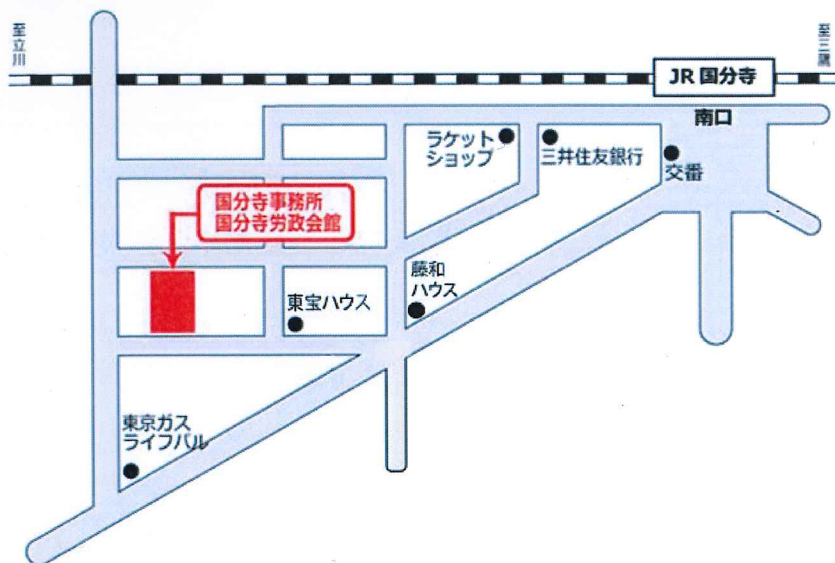 至立川
至三鷹
JR 国分寺
南口
ラケット
ショップ
三井住友銀行
交番
国分寺事務所
国分寺労政会館
藤和
ハウス
東宝ハウス
東京ガス
ライフバル